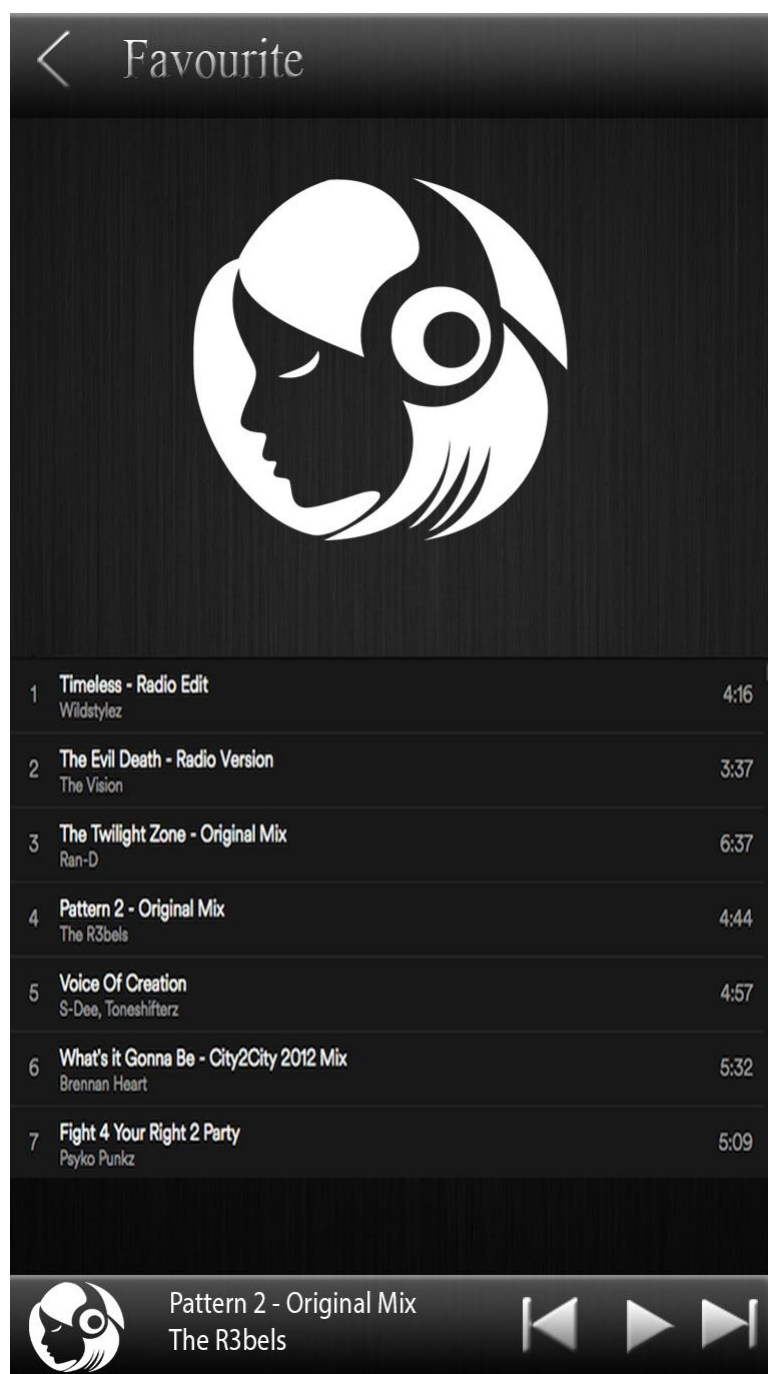 Favourite
1
Timeless - Radio Edit
4:16
Wildstylez
2
The Evil Death - Radio Version
3:37
The Vision
3
The Twilight Zone - Original Mix
6:37
Ran-D
4
Pattern 2 - Original Mix
4:44
The R3bels
5
Voice Of Creation
4:57
S-Dee, Toneshifterz
6
What's it Gonna Be - City2City 2012 Mix
5:32
Brennan Heart
7
Fight 4 Your Right 2 Party
5:09
Psyko Punkz
Pattern 2 - Original Mix
The R3bels